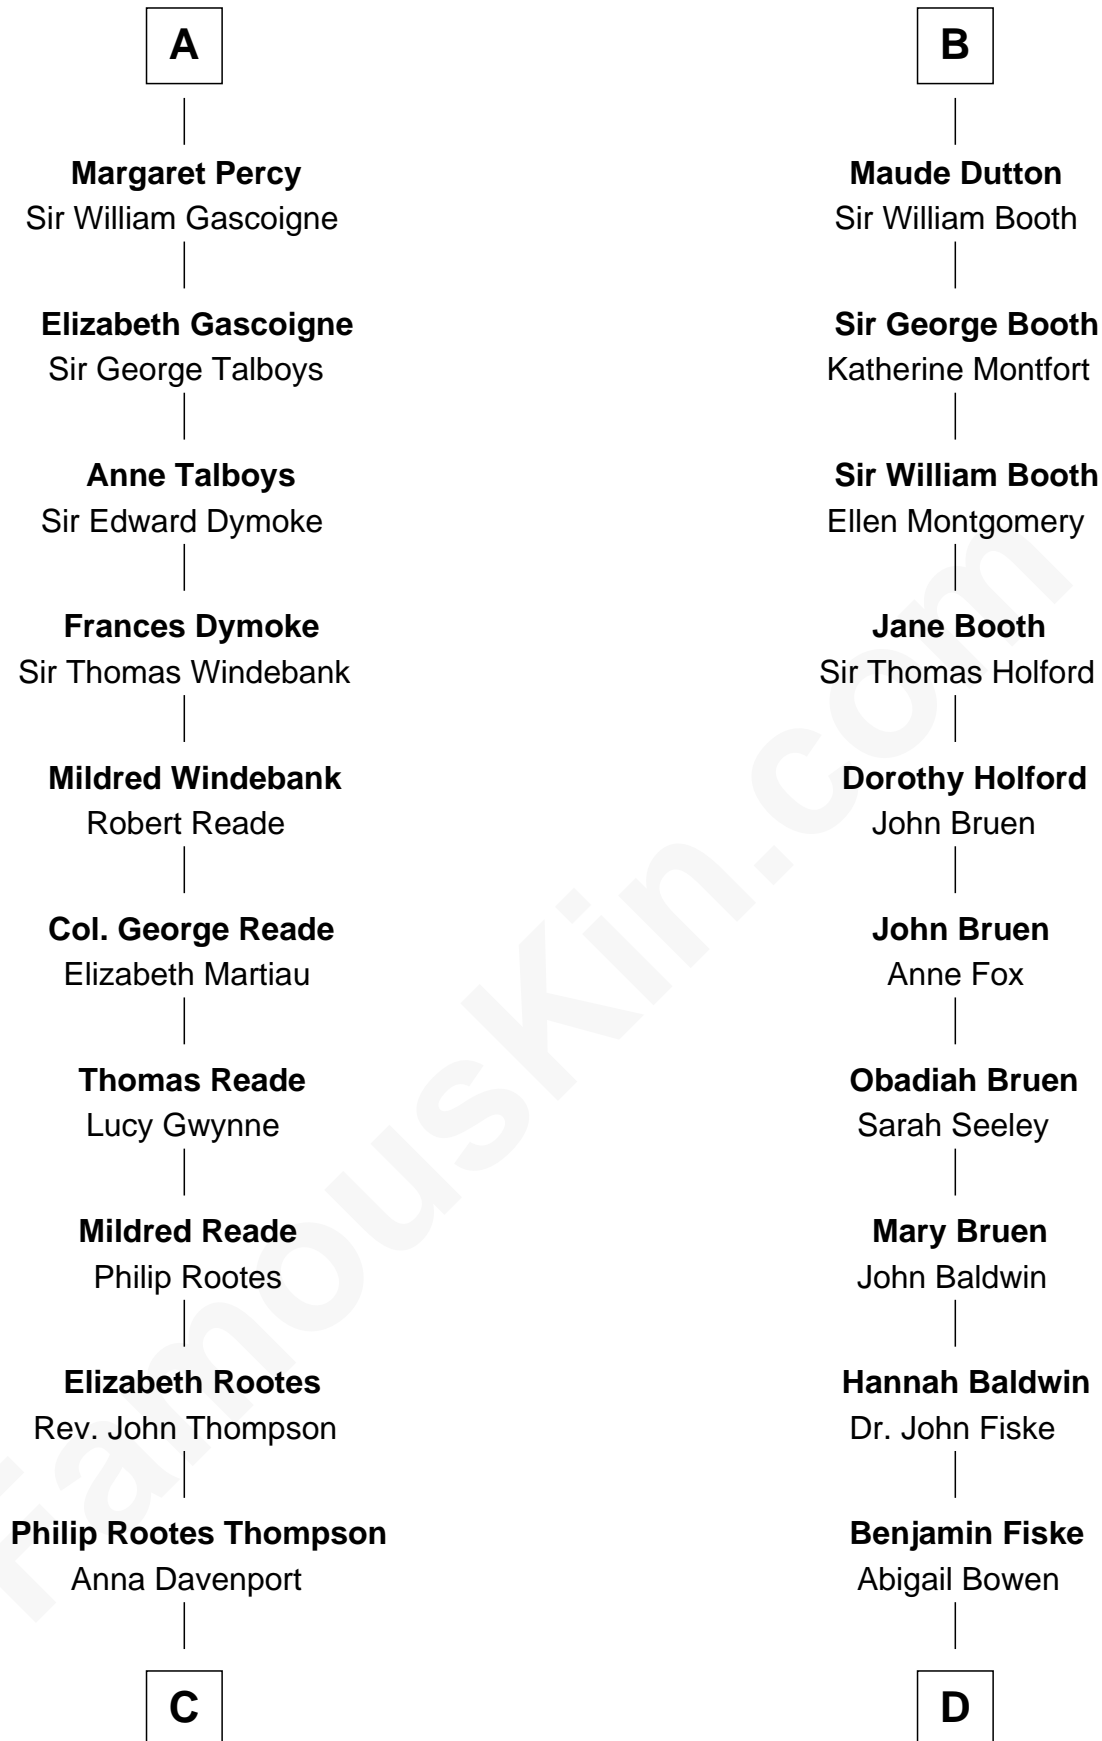 A
Margaret Percy
Sir William Gascoigne
Elizabeth Gascoigne
Sir George Talboys
Anne Talboys
Sir Edward Dymoke
Frances Dymoke
Sir Thomas Windebank
Mildred Windebank
Robert Reade
Col. George Reade
Elizabeth Martiau
Thomas Reade
Lucy Gwynne
Mildred Reade
Philip Rootes
Elizabeth Rootes
Rev. John Thompson
Philip Rootes Thompson
Anna Davenport
C
B
Maude Dutton
Sir William Booth
Sir George Booth
Katherine Montfort
Sir William Booth
Ellen Montgomery
Jane Booth
Sir Thomas Holford
Dorothy Holford
John Bruen
John Bruen
Anne Fox
Obadiah Bruen
Sarah Seeley
Mary Bruen
John Baldwin
Hannah Baldwin
Dr. John Fiske
Benjamin Fiske
Abigail Bowen
D
FamousKin.com